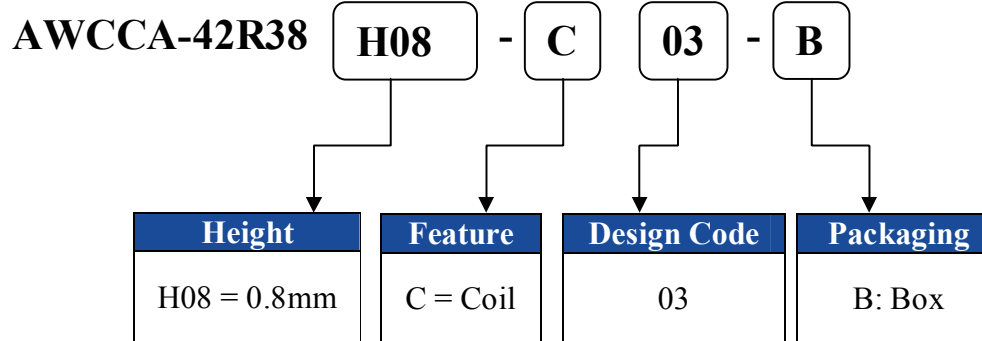 AWCCA-42R38 H08 - C 03 - B
Height Feature Design Code Packaging
H08 = 0.8mm C = Coil 03 B: Box